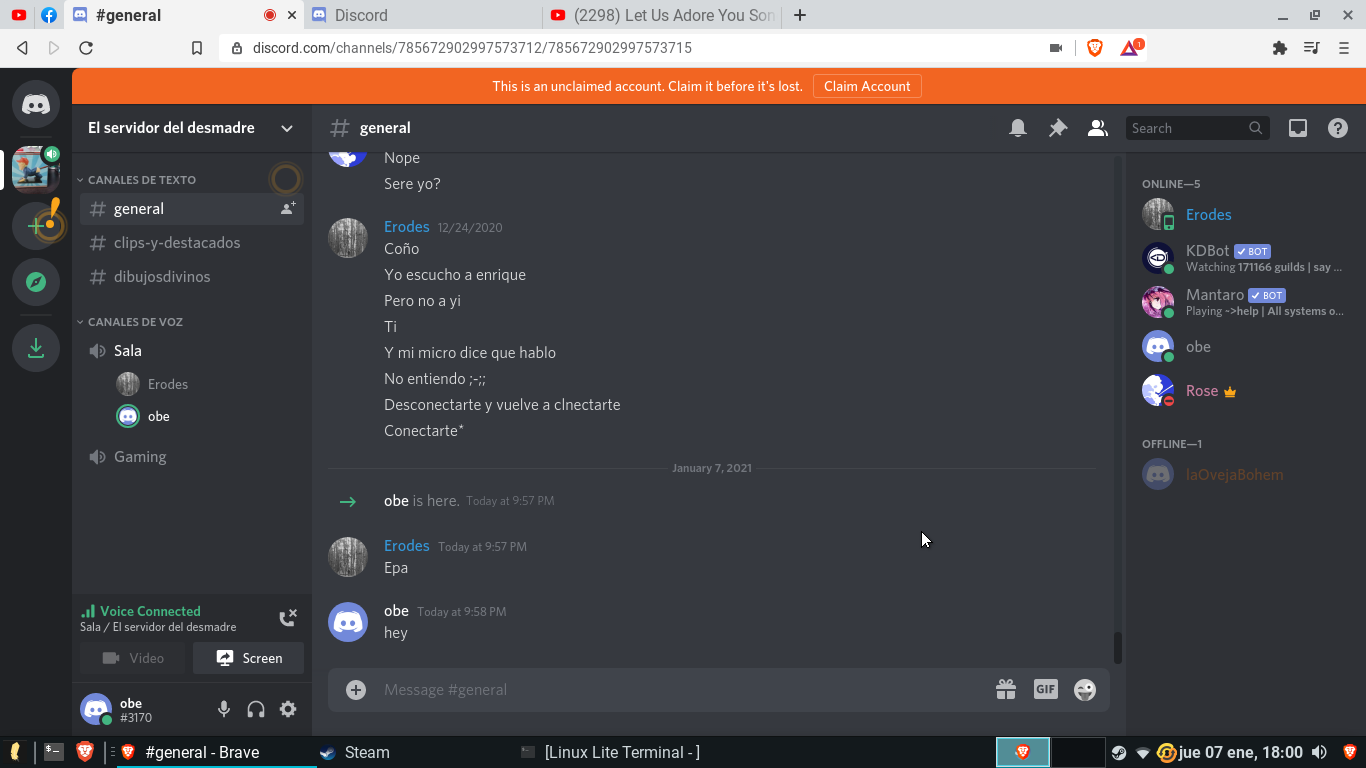 #general
Discord
(2298) Let Us Adore You Son
discord.com/channels/785672902997573712/785672902997573715
1
This is an unclaimed account. Claim it before it's lost.
Claim Account
El servidor del desmadre
# general
Search
CANALES DE TEXTO
# general
# clips-y-destacados
# dibujosdivinos
CANALES DE VOZ
Sala
Erodes
obe
Gaming
Voice Connected
Sala / El servidor del desmadre
Video
Screen
obe
#3170
Nope
Sere yo?
Erodes 12/24/2020
Coño
Yo escucho a enrique
Pero no a yi
Ti
Y mi micro dice que hablo
No entiendo ;-;;
Desconectarte y vuelve a clnectarte
Conectarte*
January 7, 2021
obe is here. Today at 9:57 PM
Erodes Today at 9:57 PM
Epa
obe Today at 9:58 PM
hey
Message #general
GIF
ONLINE—5
Erodes
KDBot ✓ BOT
Watching 171166 guilds | say ...
Mantaro ✓ BOT
Playing ->help | All systems o...
obe
Rose
OFFLINE—1
laOvejaBohem
#general - Brave
Steam
[Linux Lite Terminal - ]
jue 07 ene, 18:00